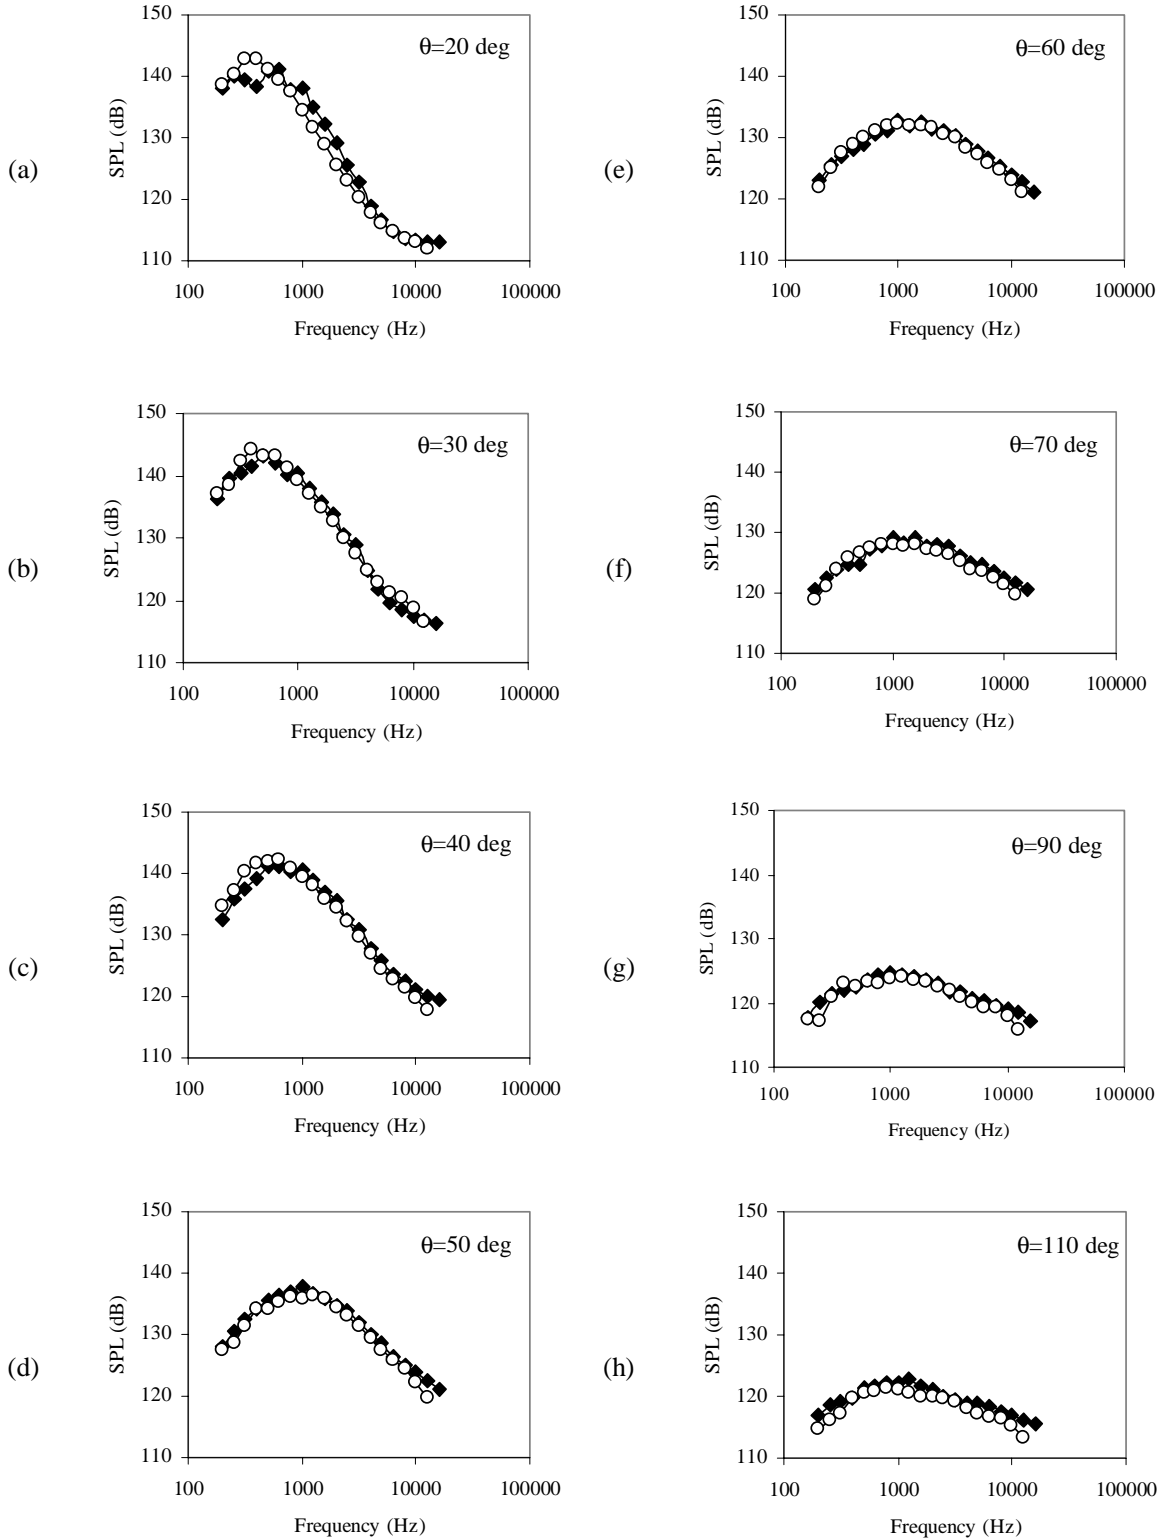 (a)
150
140
130
120
110
SPL (dB)
θ=20 deg
100 1000 10000 100000
Frequency (Hz)
(b)
150
140
130
120
110
SPL (dB)
θ=30 deg
100 1000 10000 100000
Frequency (Hz)
(c)
150
140
130
120
110
SPL (dB)
θ=40 deg
100 1000 10000 100000
Frequency (Hz)
(d)
150
140
130
120
110
SPL (dB)
θ=50 deg
100 1000 10000 100000
Frequency (Hz)
(e)
150
140
130
120
110
SPL (dB)
θ=60 deg
100 1000 10000 100000
Frequency (Hz)
(f)
150
140
130
120
110
SPL (dB)
θ=70 deg
100 1000 10000 100000
Frequency (Hz)
(g)
150
140
130
120
110
SPL (dB)
θ=90 deg
100 1000 10000 100000
Frequency (Hz)
(h)
150
140
130
120
110
SPL (dB)
θ=110 deg
100 1000 10000 100000
Frequency (Hz)